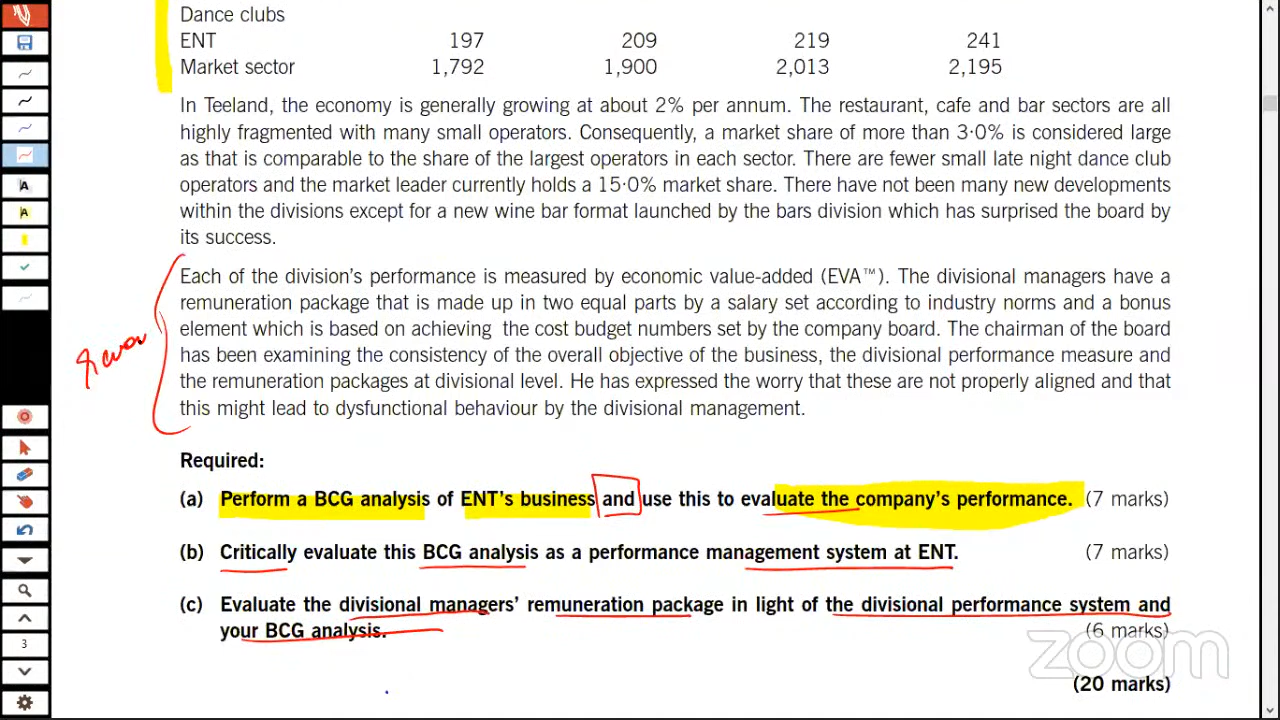 Dance clubs
ENT 197 209 219 241
Market sector 1,792 1,900 2,013 2,195
In Teeland, the economy is generally growing at about 2% per annum. The restaurant, cafe and bar sectors are all
highly fragmented with many small operators. Consequently, a market share of more than 3·0% is considered large
as that is comparable to the share of the largest operators in each sector. There are fewer small late night dance club
operators and the market leader currently holds a 15·0% market share. There have not been many new developments
within the divisions except for a new wine bar format launched by the bars division which has surprised the board by
its success.
Each of the division's performance is measured by economic value-added (EVA™). The divisional managers have a
remuneration package that is made up in two equal parts by a salary set according to industry norms and a bonus
element which is based on achieving the cost budget numbers set by the company board. The chairman of the board
has been examining the consistency of the overall objective of the business, the divisional performance measure and
the remuneration packages at divisional level. He has expressed the worry that these are not properly aligned and that
this might lead to dysfunctional behaviour by the divisional management.
Required:
(a) Perform a BCG analysis of ENT's business and use this to evaluate the company's performance. (7 marks)
(b) Critically evaluate this BCG analysis as a performance management system at ENT. (7 marks)
(c) Evaluate the divisional managers' remuneration package in light of the divisional performance system and
your BCG analysis. (6 marks)
(20 marks)
zoom
A
A
3